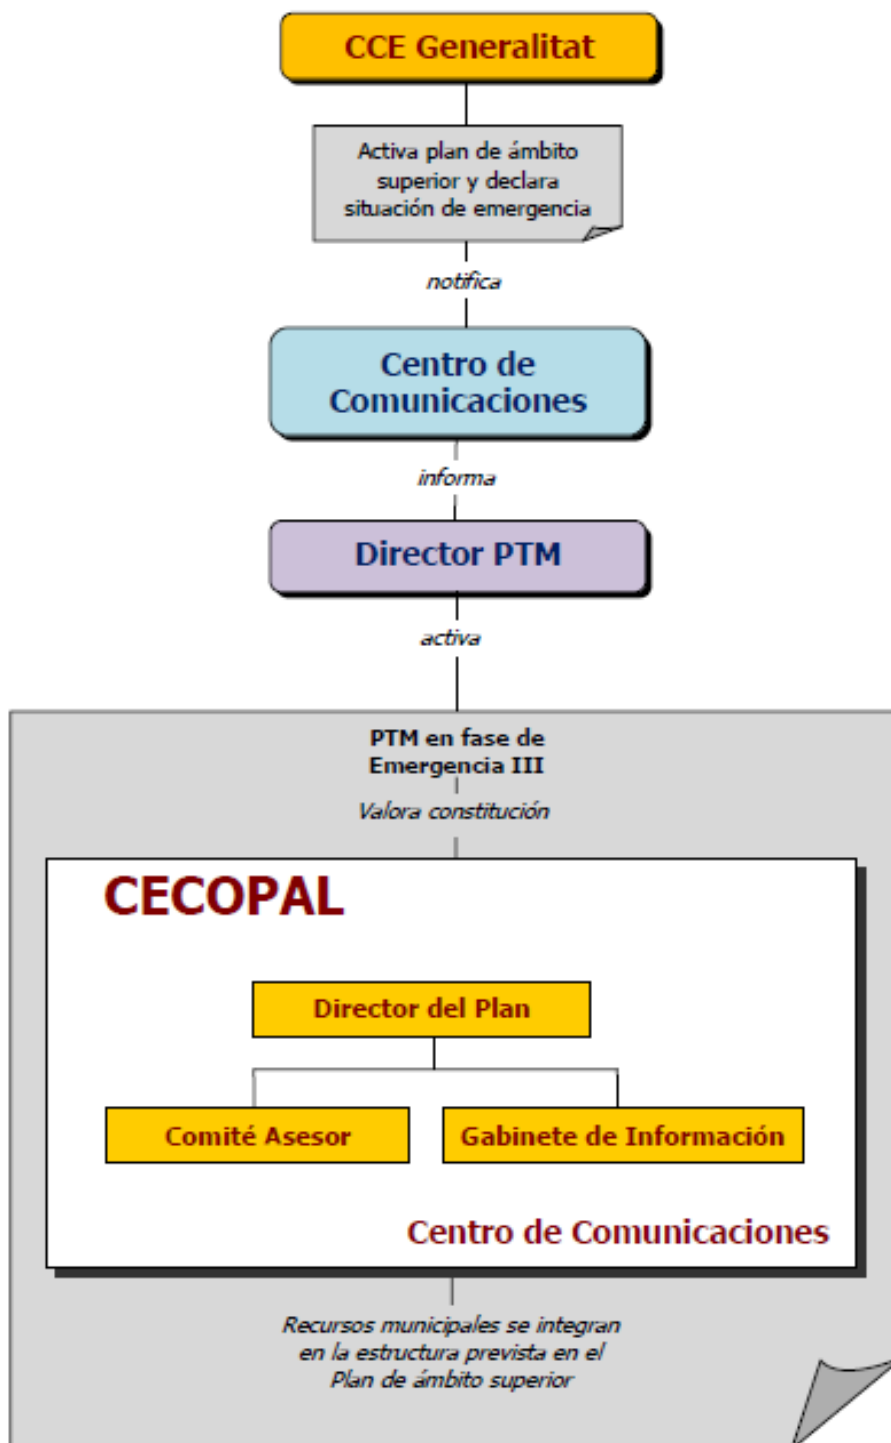 CCE Generalitat
Activa plan de ámbito
superior y declara
situación de emergencia
notifica
Centro de
Comunicaciones
informa
Director PTM
activa
PTM en fase de
Emergencia III
Valora constitución
CECOPAL
Director del Plan
Comité Asesor
Gabinete de Información
Centro de Comunicaciones
Recursos municipales se integran
en la estructura prevista en el
Plan de ámbito superior